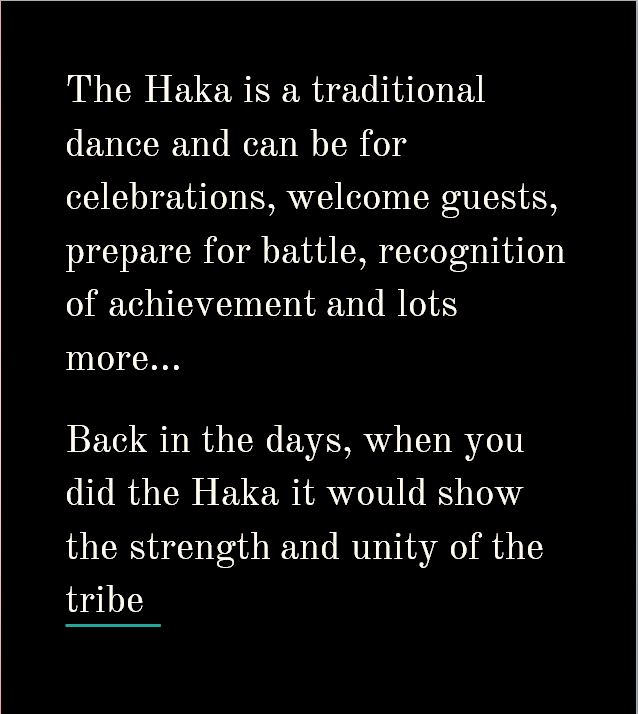 The Haka is a traditional
dance and can be for
celebrations, welcome guests,
prepare for battle, recognition
of achievement and lots
more...
Back in the days, when you
did the Haka it would show
the strength and unity of the
tribe